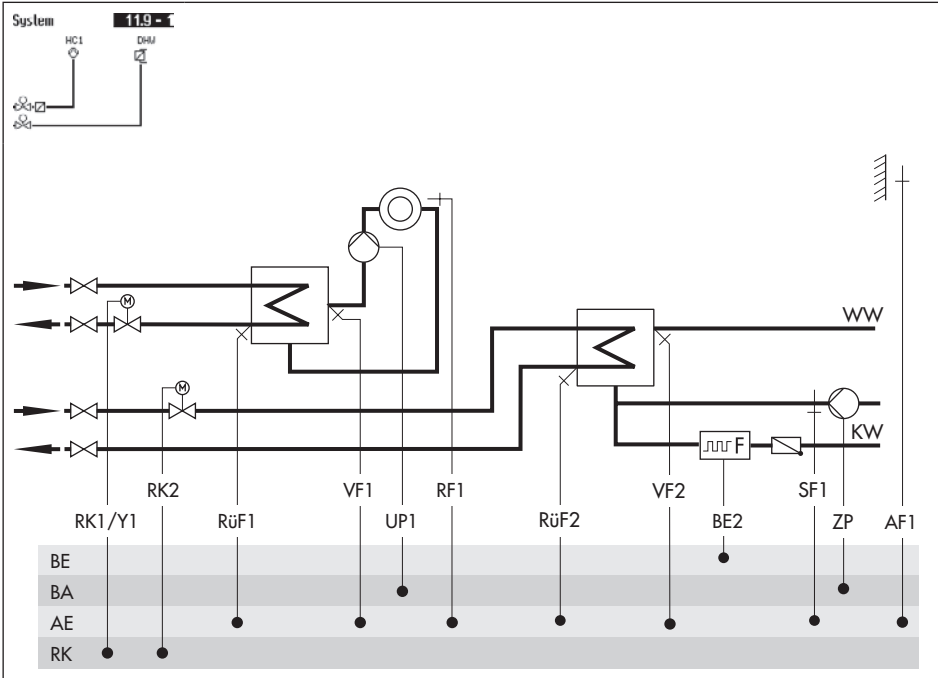 System 11.9 - 1
HC1 DHW
M
M
WW
F
KW
RK2 VF1 RF1 VF2 SF1
RK1/Y1 RüF1 UP1 RüF2 BE2 ZP AF1
BE
BA
AE
RK